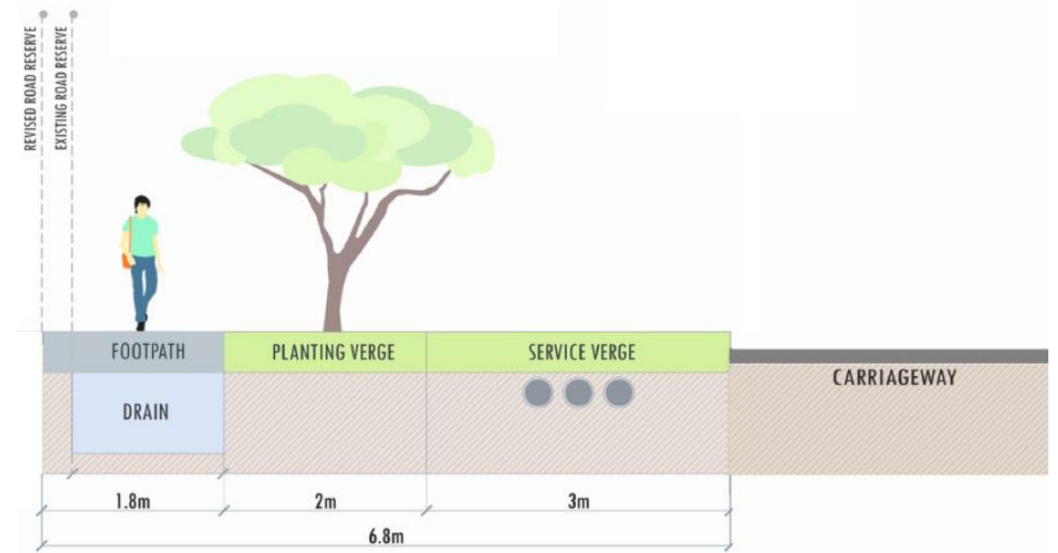 REVISED ROAD RESERVE
EXISTING ROAD RESERVE
FOOTPATH
PLANTING VERGE
SERVICE VERGE
CARRIAGEWAY
DRAIN
1.8m
2m
3m
6.8m